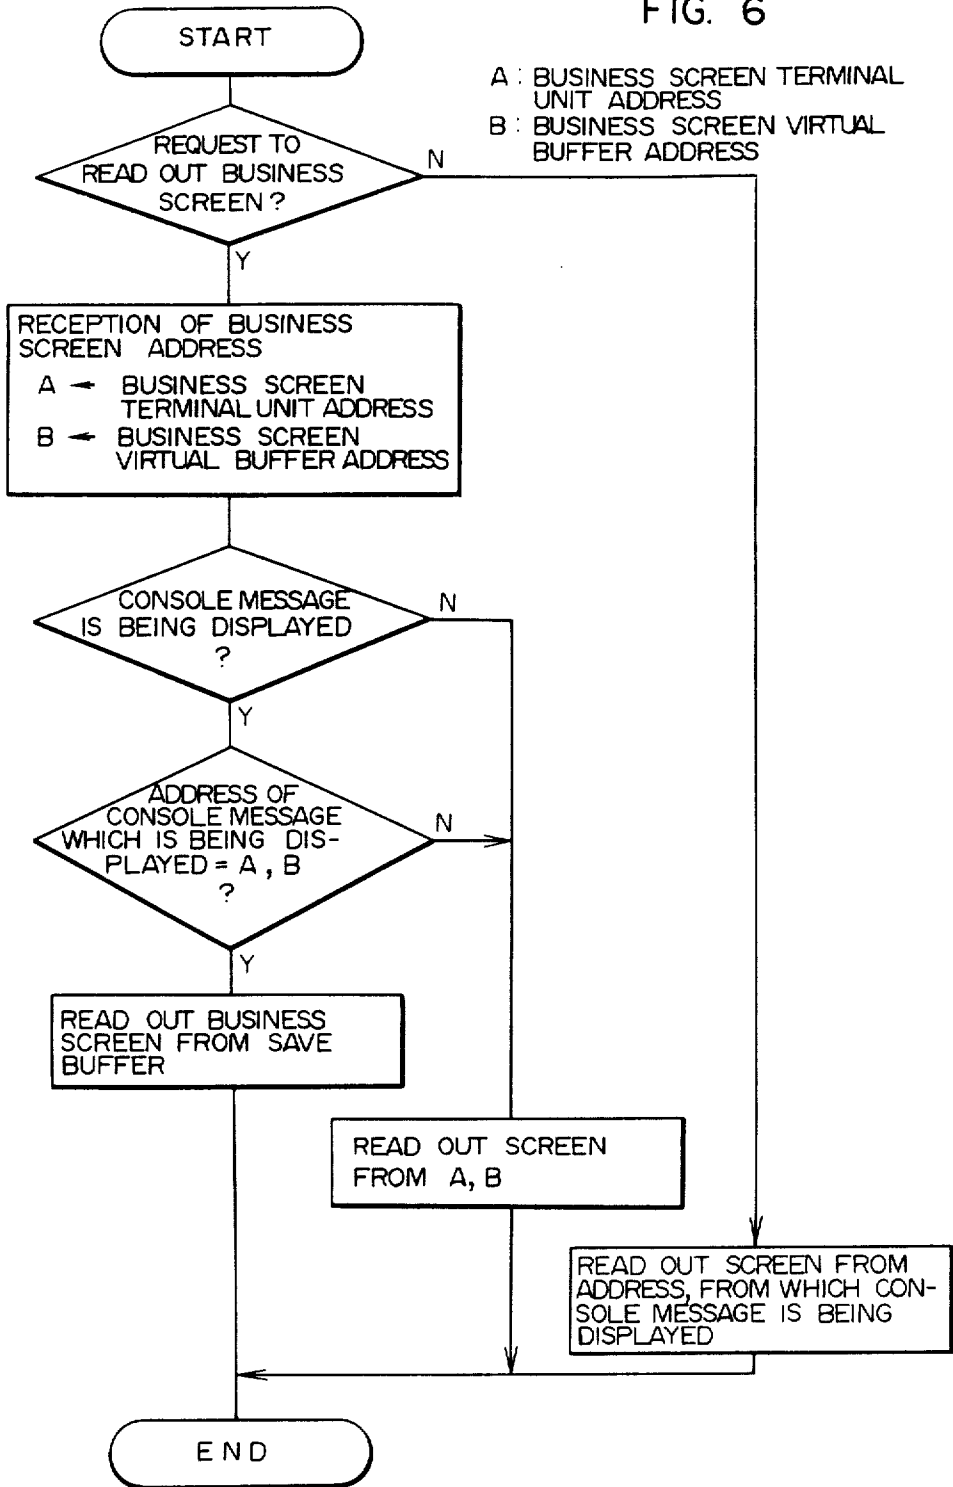 FIG. 6
START
A : BUSINESS SCREEN TERMINAL
UNIT ADDRESS
B : BUSINESS SCREEN VIRTUAL
BUFFER ADDRESS
REQUEST TO
READ OUT BUSINESS
SCREEN ?
N
Y
RECEPTION OF BUSINESS
SCREEN ADDRESS
A ← BUSINESS SCREEN
TERMINAL UNIT ADDRESS
B ← BUSINESS SCREEN
VIRTUAL BUFFER ADDRESS
CONSOLE MESSAGE
IS BEING DISPLAYED
?
N
Y
ADDRESS OF
CONSOLE MESSAGE
WHICH IS BEING DIS-
PLAYED = A , B
?
N
Y
READ OUT BUSINESS
SCREEN FROM SAVE
BUFFER
READ OUT SCREEN
FROM A, B
READ OUT SCREEN FROM
ADDRESS, FROM WHICH CON-
SOLE MESSAGE IS BEING
DISPLAYED
END